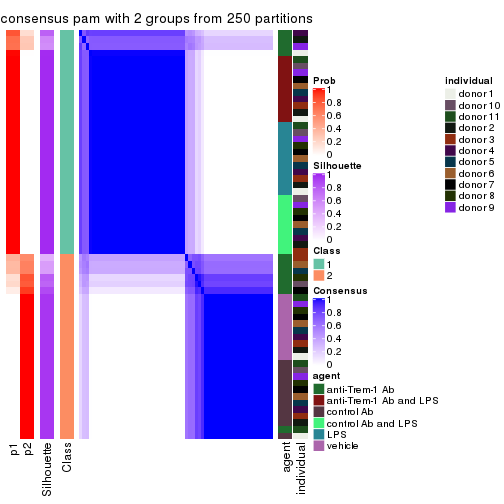 consensus pam with 2 groups from 250 partitions
Prob
1
0.8
0.6
0.4
0.2
0
Silhouette
1
0.8
0.6
0.4
0.2
0
Class
1
2
Consensus
1
0.8
0.6
0.4
0.2
0
agent
anti-Trem-1 Ab
anti-Trem-1 Ab and LPS
control Ab
control Ab and LPS
LPS
vehicle
individual
donor 1
donor 10
donor 11
donor 2
donor 3
donor 4
donor 5
donor 6
donor 7
donor 8
donor 9
p1
p2
Silhouette
Class
agent
individual